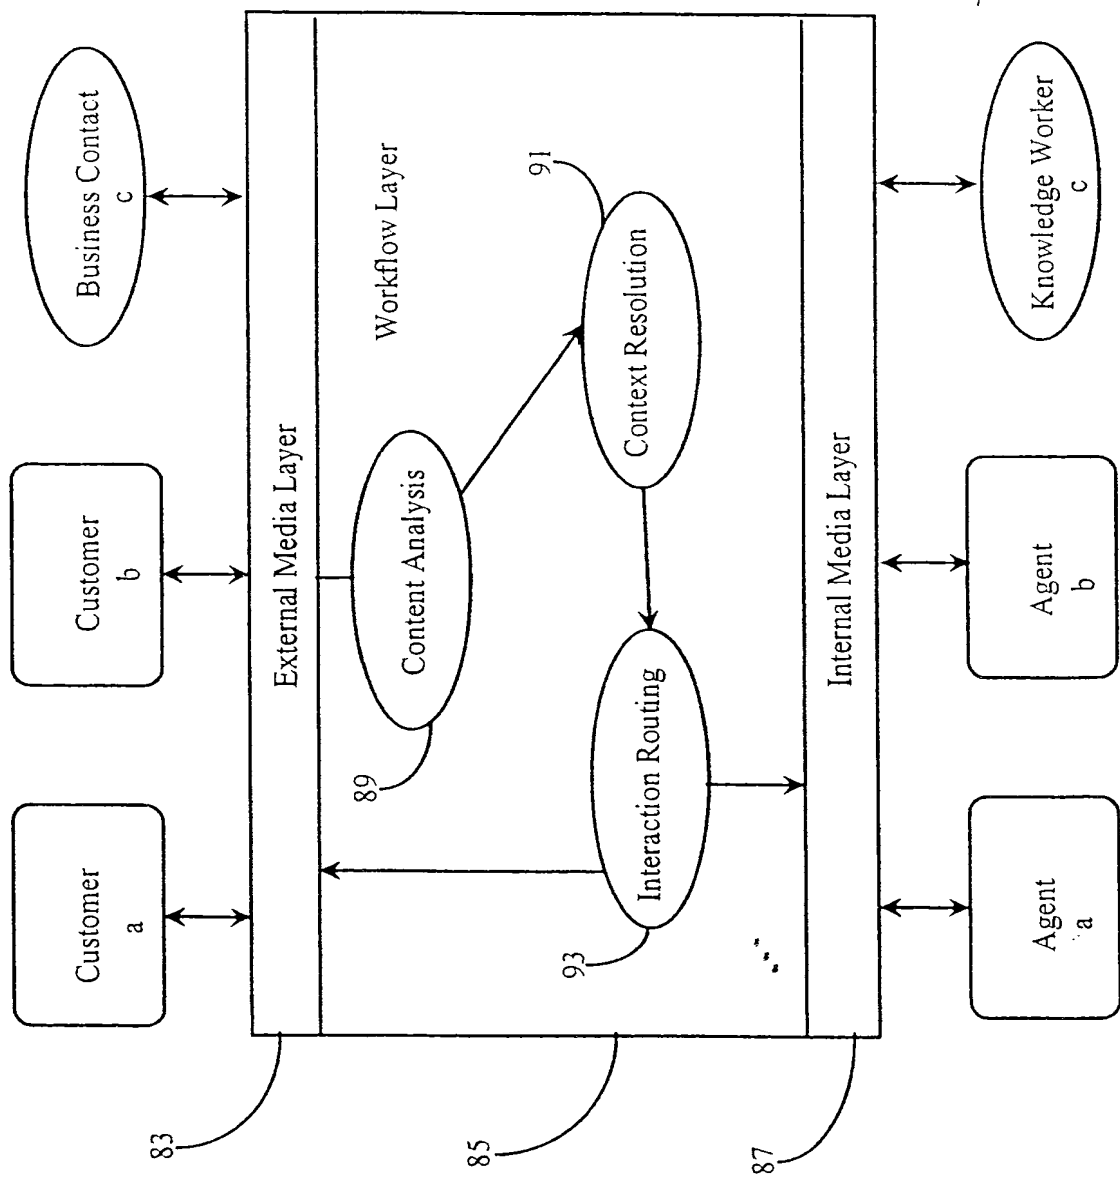 Customer
a
Customer
b
Business Contact
c
83
External Media Layer
Workflow Layer
89
Content Analysis
91
Context Resolution
85
93
Interaction Routing
87
Internal Media Layer
Agent
a
Agent
b
Knowledge Worker
c